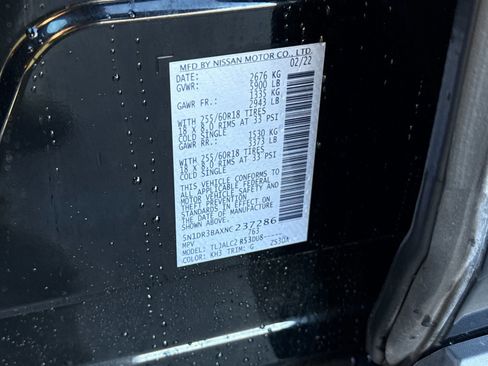 MFD BY NISSAN MOTOR CO., LTD.
DATE: 02/22
GVWR: 2676 KG
5900 LB
GAWR FR.: 1335 KG
2943 LB
WITH 255/60R18 TIRES
18 X 8.0 RIMS AT 33 PSI
COLD SINGLE
GAWR RR.: 1530 KG
3373 LB
WITH 255/60R18 TIRES
18 X 8.0 RIMS AT 33 PSI
COLD SINGLE
THIS VEHICLE CONFORMS TO
ALL APPLICABLE FEDERAL
MOTOR VEHICLE SAFETY AND
THEFT PREVENTION
STANDARDS IN EFFECT ON
THE DATE OF MANUFACTURE
SHOWN ABOVE.
5N1DR3BAXNC237286
MPV 763
MODEL: TLJALC2 R53DU8-----
COLOR: KH3 TRIM: G Z53DX